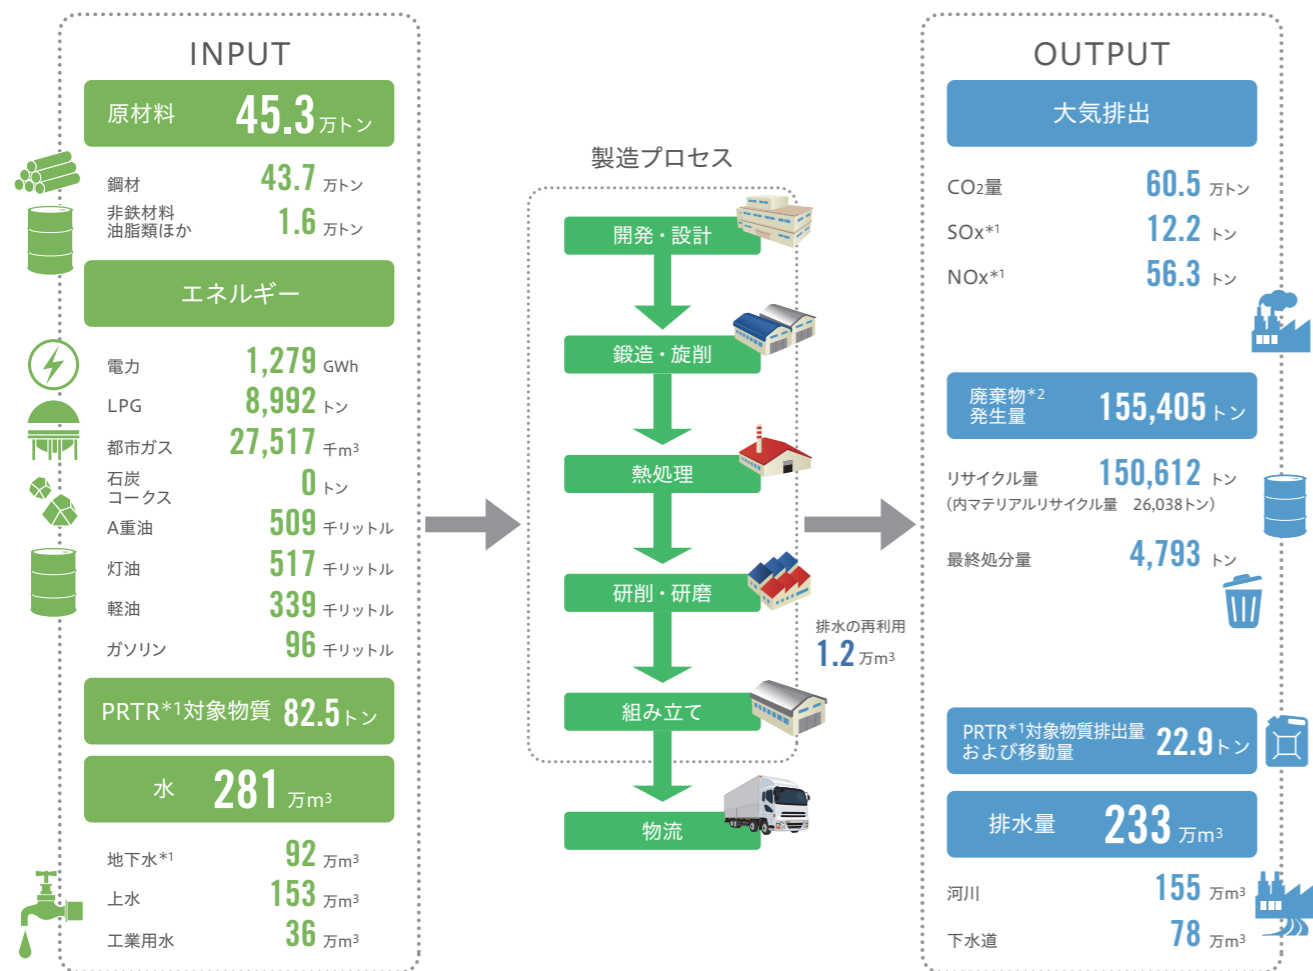 INPUT
原材料 45.3 万トン
鋼材 43.7 万トン
非鉄材料
油脂類ほか 1.6 万トン
エネルギー
電力 1,279 GWh
LPG 8,992 トン
都市ガス 27,517 千m³
石炭
コークス 0 トン
A重油 509 千リットル
灯油 517 千リットル
軽油 339 千リットル
ガソリン 96 千リットル
PRTR*1対象物質 82.5トン
水 281 万m³
地下水*1 92 万m³
上水 153 万m³
工業用水 36 万m³
製造プロセス
開発・設計
鍛造・旋削
熱処理
研削・研磨
組み立て
物流
排水の再利用
1.2 万m³
OUTPUT
大気排出
CO₂量 60.5 万トン
SOx*1 12.2 トン
NOx*1 56.3 トン
廃棄物*2
発生量 155,405トン
リサイクル量 150,612 トン
(内マテリアルリサイクル量 26,038トン)
最終処分量 4,793 トン
PRTR*1対象物質排出量
および移動量 22.9トン
排水量 233 万m³
河川 155 万m³
下水道 78 万m³